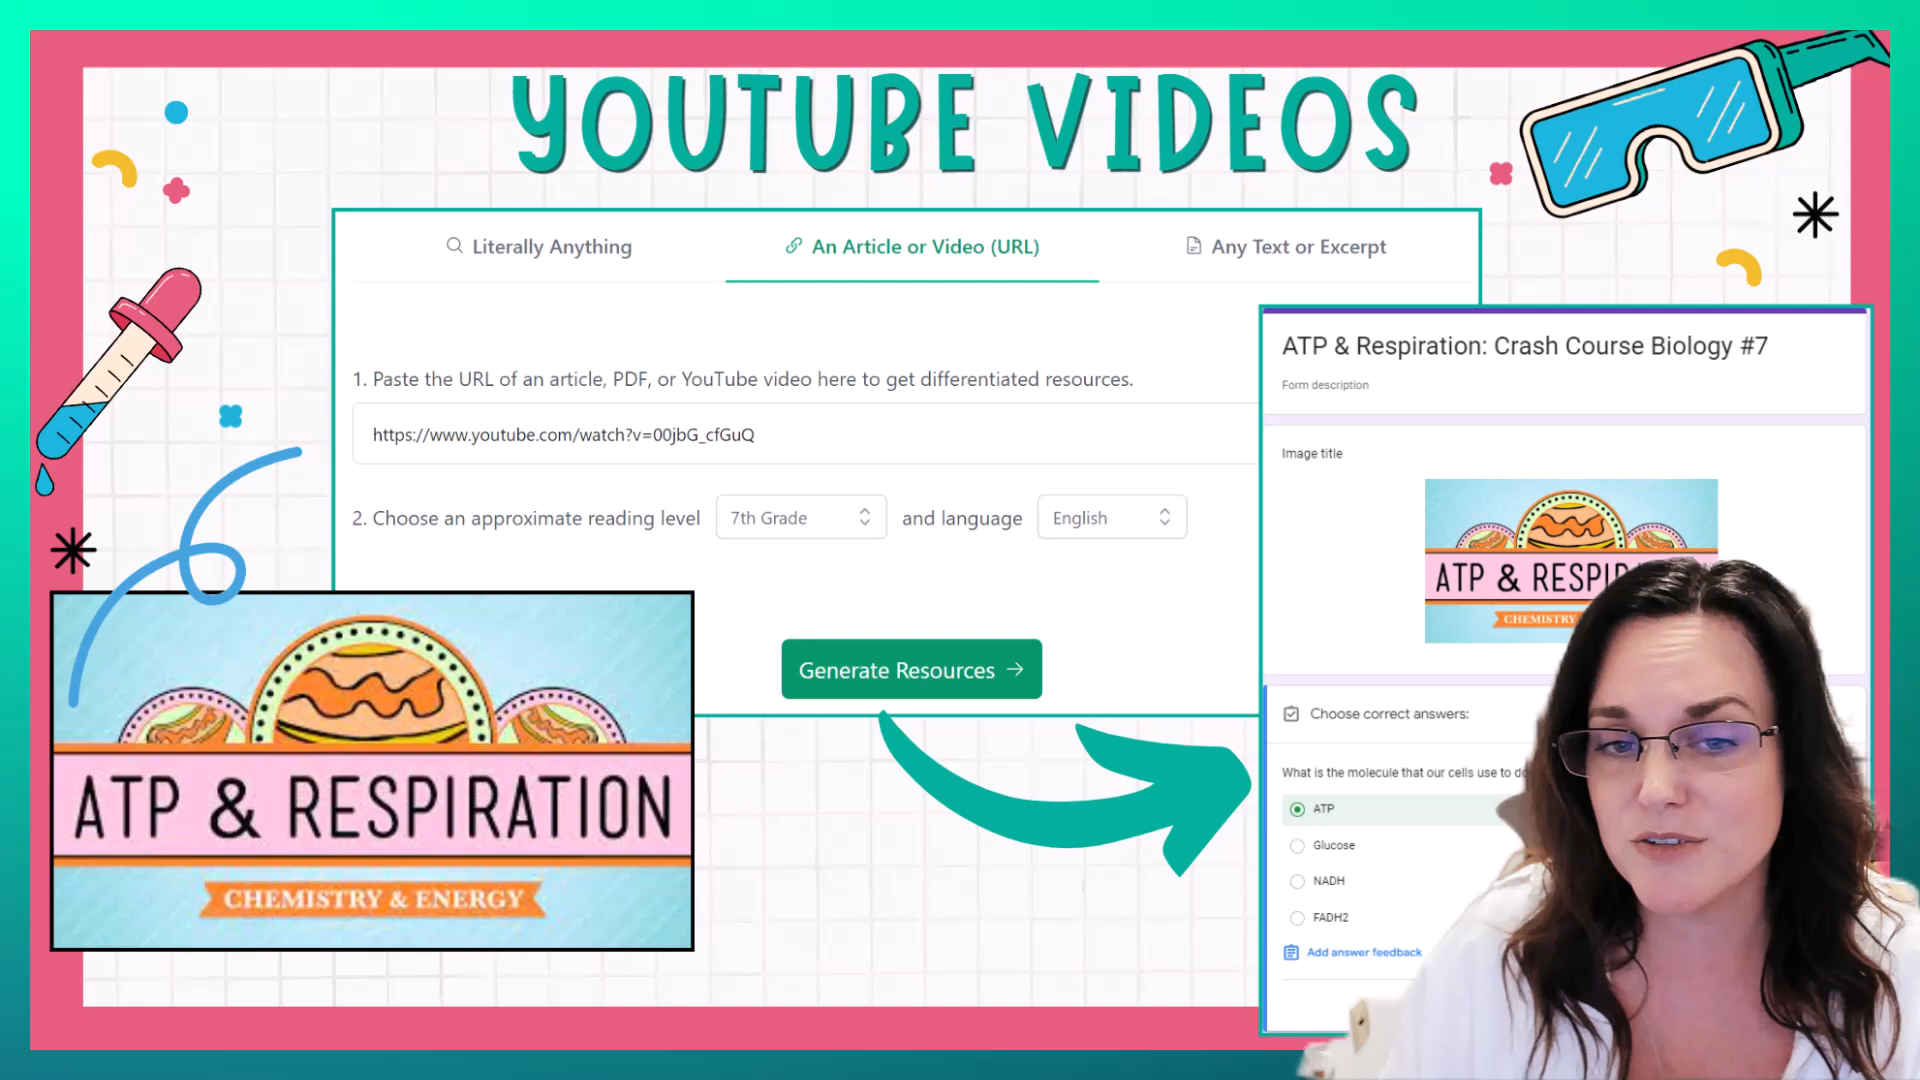 YOUTUBE VIDEOS
Literally Anything
An Article or Video (URL)
Any Text or Excerpt
1. Paste the URL of an article, PDF, or YouTube video here to get differentiated resources.
https://www.youtube.com/watch?v=00jbG_cfGuQ
2. Choose an approximate reading level 7th Grade and language English
Generate Resources
ATP & RESPIRATION
CHEMISTRY & ENERGY
ATP & Respiration: Crash Course Biology #7
Form description
Image title
ATP & RESPI
CHEMISTRY
Choose correct answers:
What is the molecule that our cells use to do
ATP
Glucose
NADH
FADH2
Add answer feedback